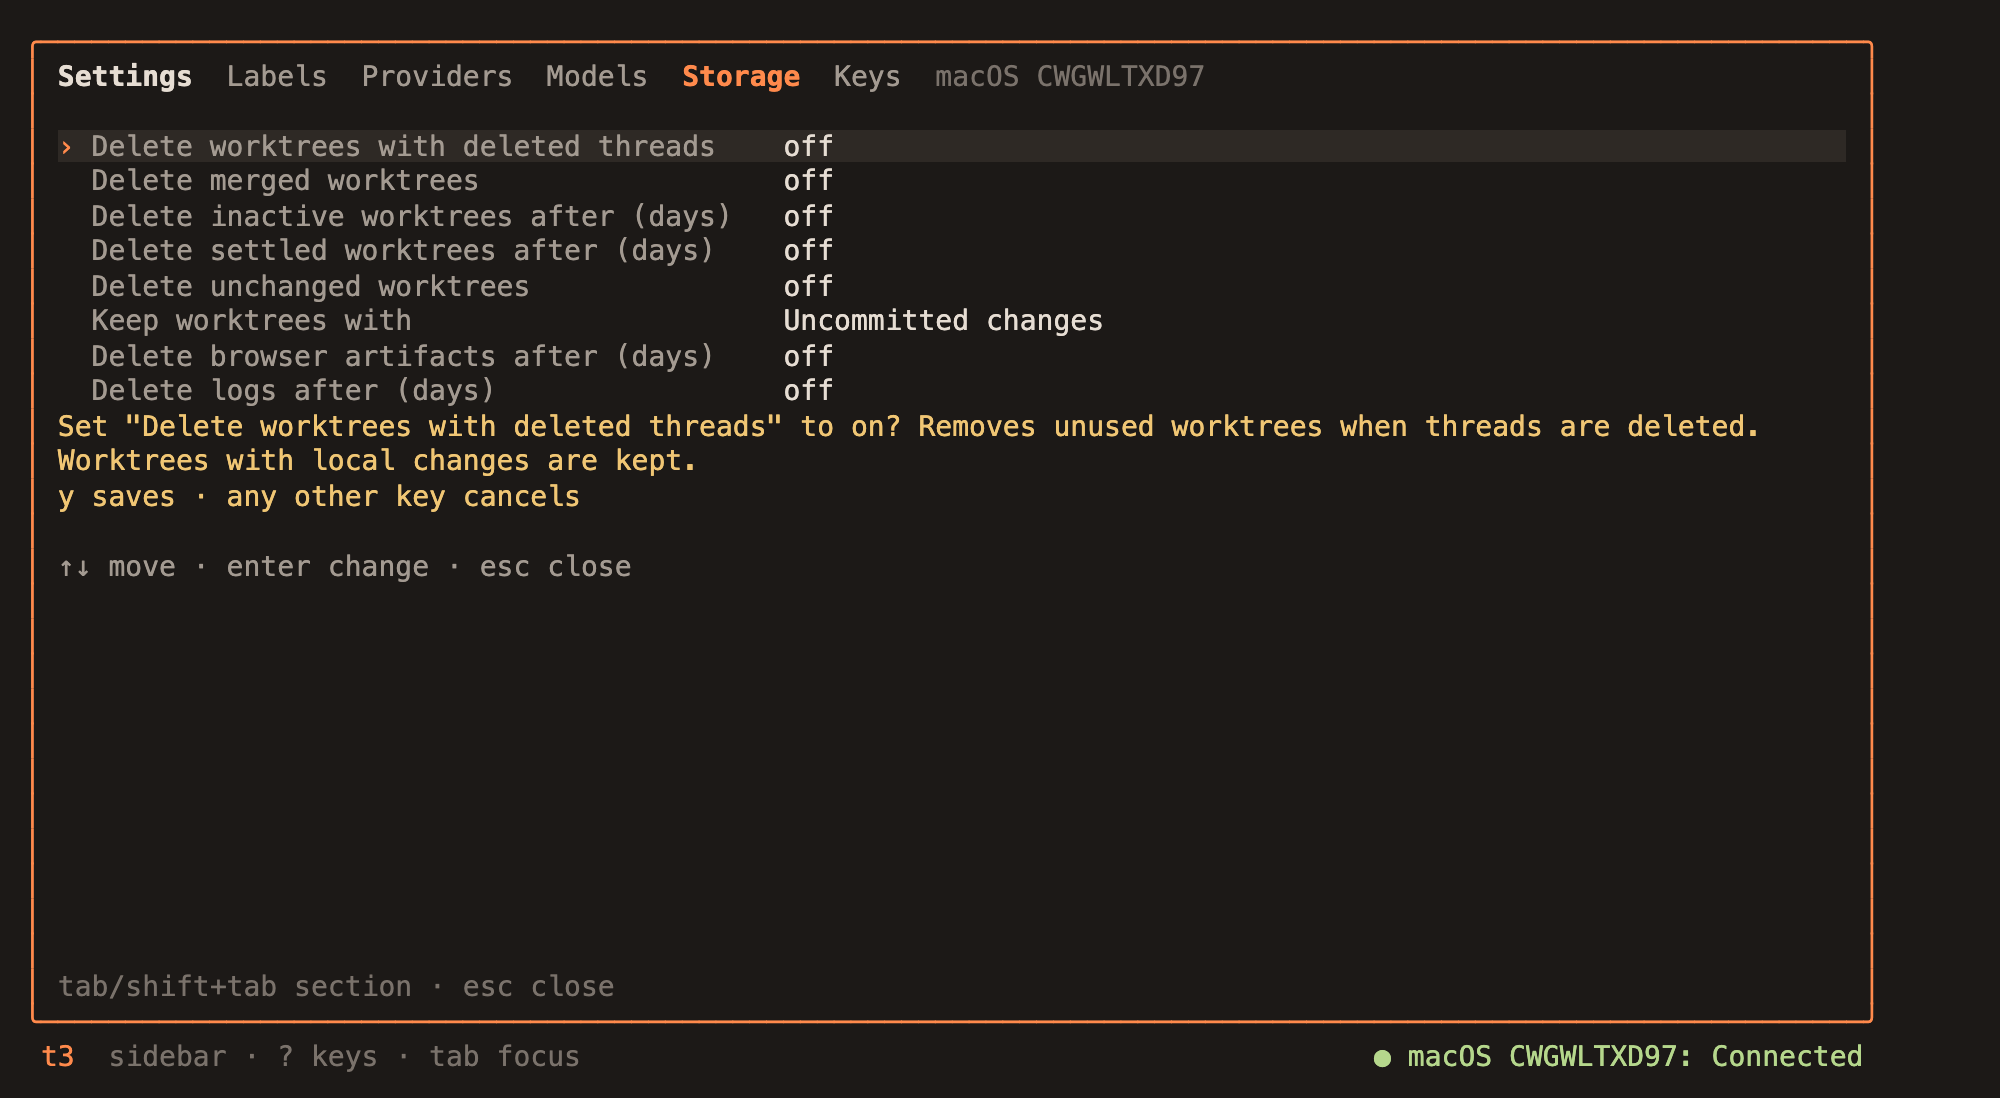 Settings  Labels  Providers  Models  Storage  Keys  macOS CWGWLTXD97
› Delete worktrees with deleted threads    off
Delete merged worktrees    off
Delete inactive worktrees after (days)    off
Delete settled worktrees after (days)    off
Delete unchanged worktrees    off
Keep worktrees with    Uncommitted changes
Delete browser artifacts after (days)    off
Delete logs after (days)    off
Set "Delete worktrees with deleted threads" to on? Removes unused worktrees when threads are deleted.
Worktrees with local changes are kept.
y saves · any other key cancels
↑↓ move · enter change · esc close
tab/shift+tab section · esc close
t3  sidebar · ? keys · tab focus    ● macOS CWGWLTXD97: Connected